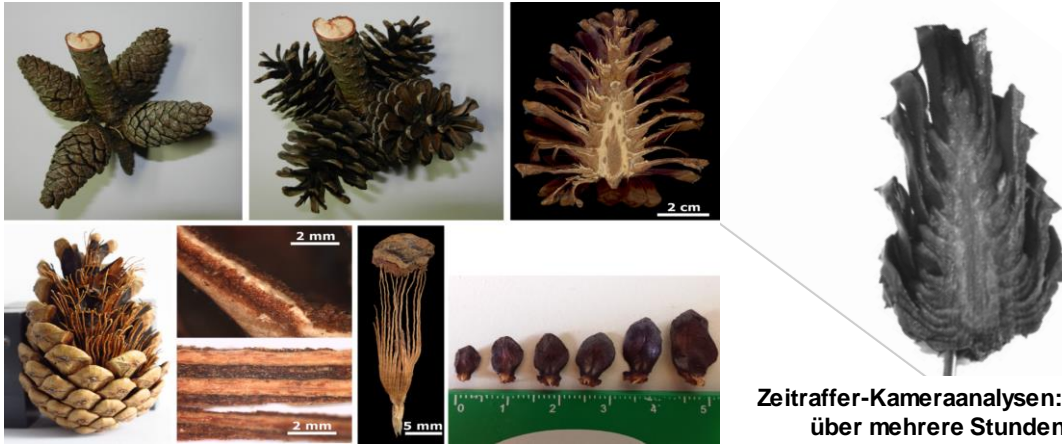 2 cm
2 mm
2 mm
5 mm
0 1 2 3 4 5
Zeitraffer-Kameraanalysen:
über mehrere Stunden